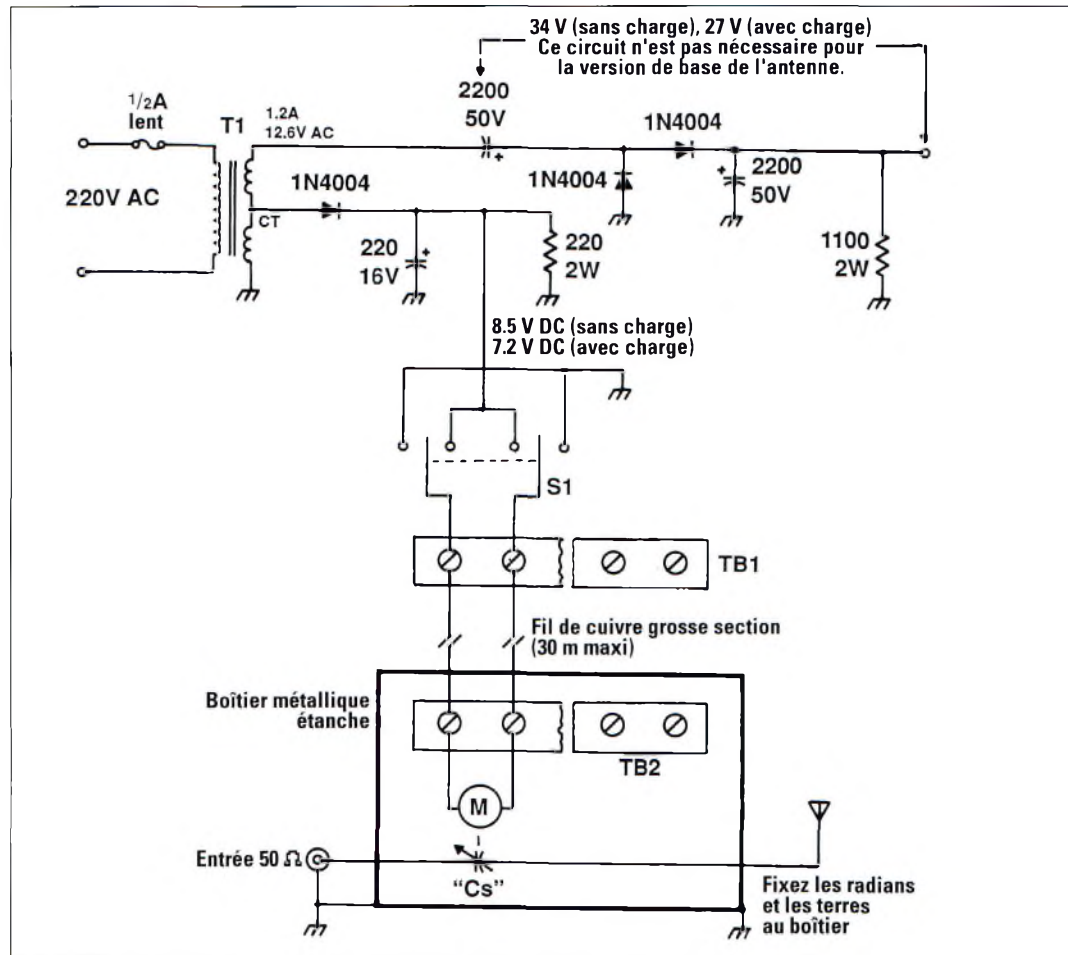 34 V (sans charge), 27 V (avec charge)
Ce circuit n'est pas nécessaire pour
la version de base de l'antenne.
1/2A
lent
T1
1.2A
12.6V AC
2200
50V
+
1N4004
220V AC
1N4004
CT
1N4004
+
2200
50V
220
16V
+
220
2W
1100
2W
8.5 V DC (sans charge)
7.2 V DC (avec charge)
S1
TB1
Fil de cuivre grosse section
(30 m maxi)
Boîtier métallique
étanche
TB2
M
Entrée 50 Ω
"Cs"
Fixez les radians
et les terres
au boîtier